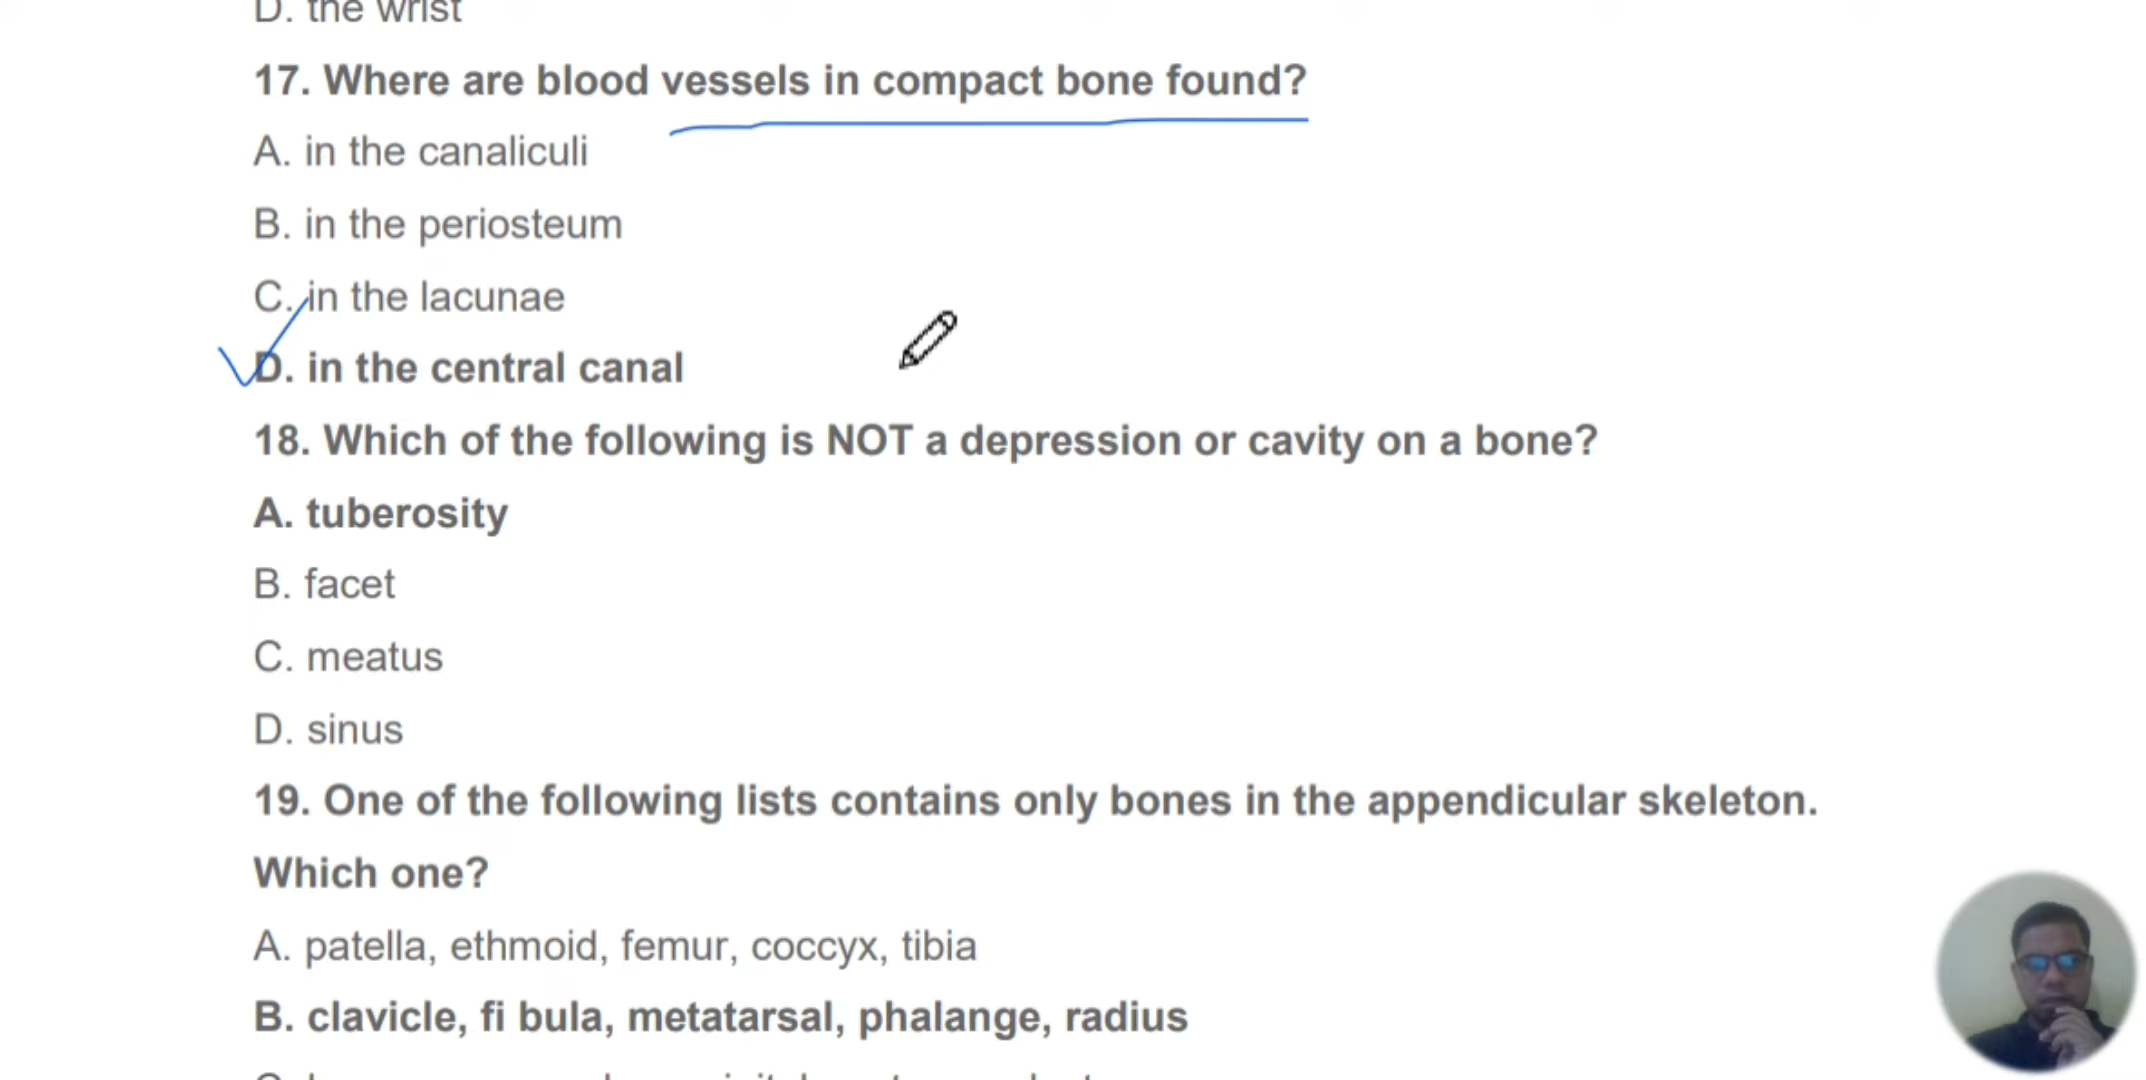 D. the wrist
17. Where are blood vessels in compact bone found?
A. in the canaliculi
B. in the periosteum
C. in the lacunae
D. in the central canal
18. Which of the following is NOT a depression or cavity on a bone?
A. tuberosity
B. facet
C. meatus
D. sinus
19. One of the following lists contains only bones in the appendicular skeleton.
Which one?
A. patella, ethmoid, femur, coccyx, tibia
B. clavicle, fi bula, metatarsal, phalange, radius